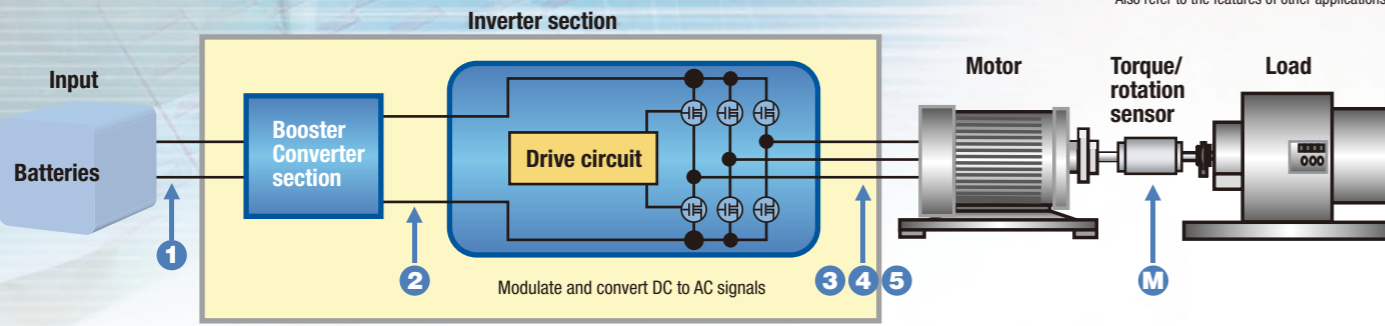 Also refer to the features of other applications
Inverter section
Input
Batteries
Booster
Converter
section
Drive circuit
Modulate and convert DC to AC signals
Motor
Torque/
rotation
sensor
Load
000
1
2
3 4 5
M